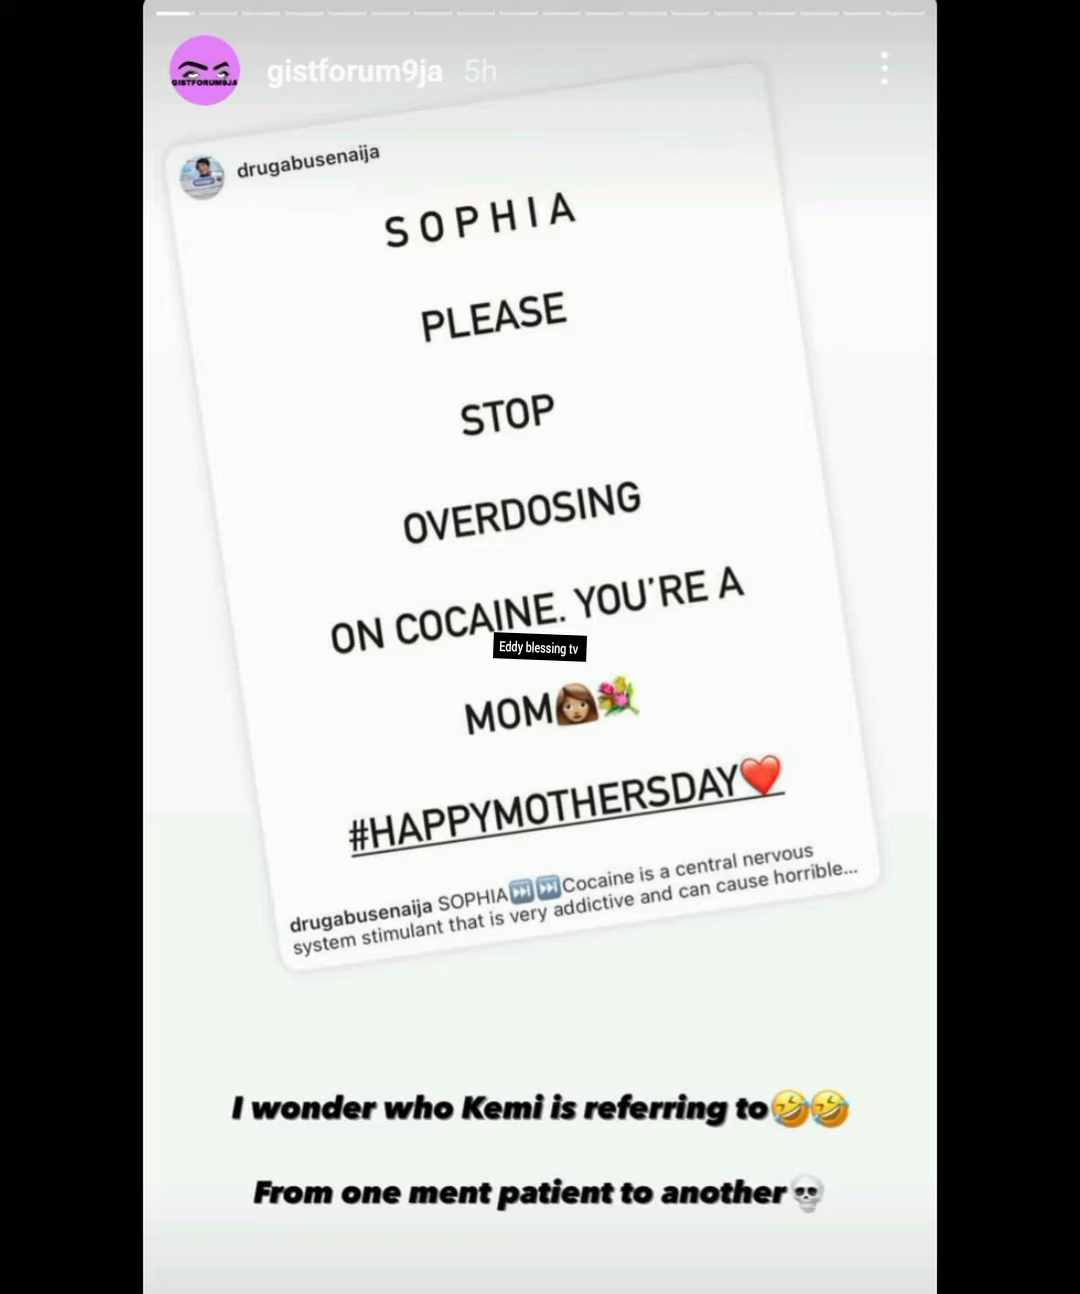 gistforum9ja 5h
GISTFORUM9JA
drugabusenaija
SOPHIA
PLEASE
STOP
OVERDOSING
ON COCAINE. YOU'RE A
Eddy blessing tv
MOM👩🏽💐
#HAPPYMOTHERSDAY❤️
drugabusenaija SOPHIA⏭️⏭️Cocaine is a central nervous
system stimulant that is very addictive and can cause horrible...
I wonder who Kemi is referring to🤣🤣
From one ment patient to another💀